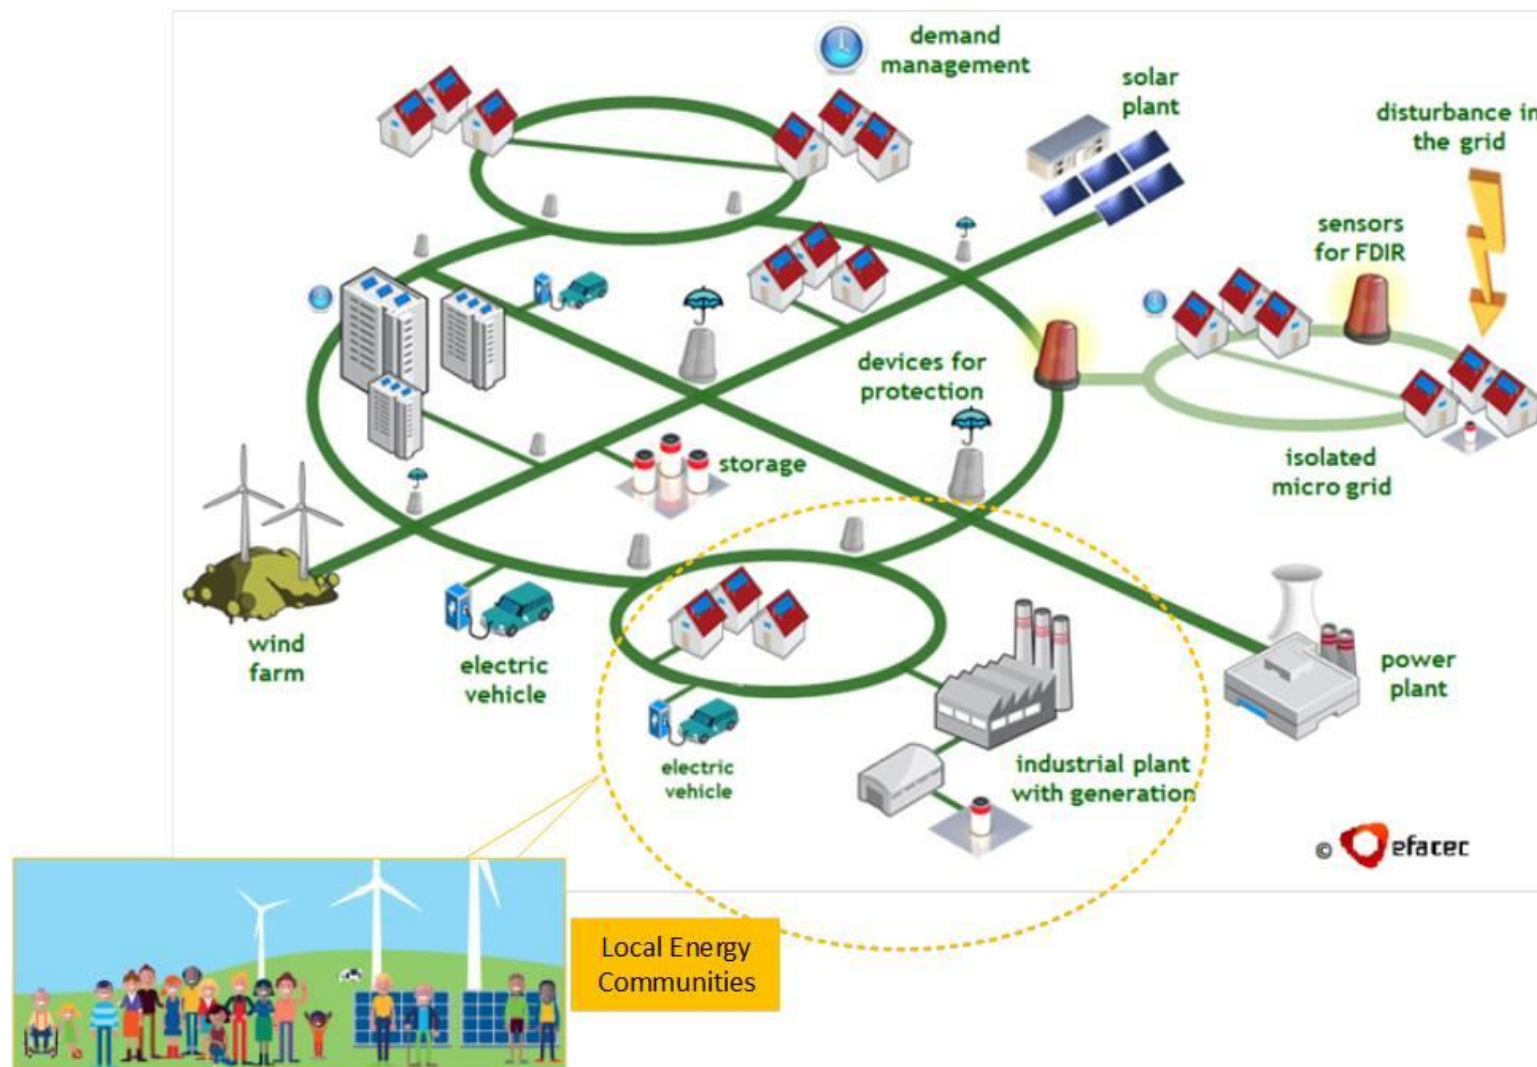 demand
management
solar
plant
disturbance in
the grid
sensors
for FDIR
devices for
protection
isolated
micro grid
storage
wind
farm
electric
vehicle
electric
vehicle
industrial plant
with generation
power
plant
© efacec
Local Energy
Communities